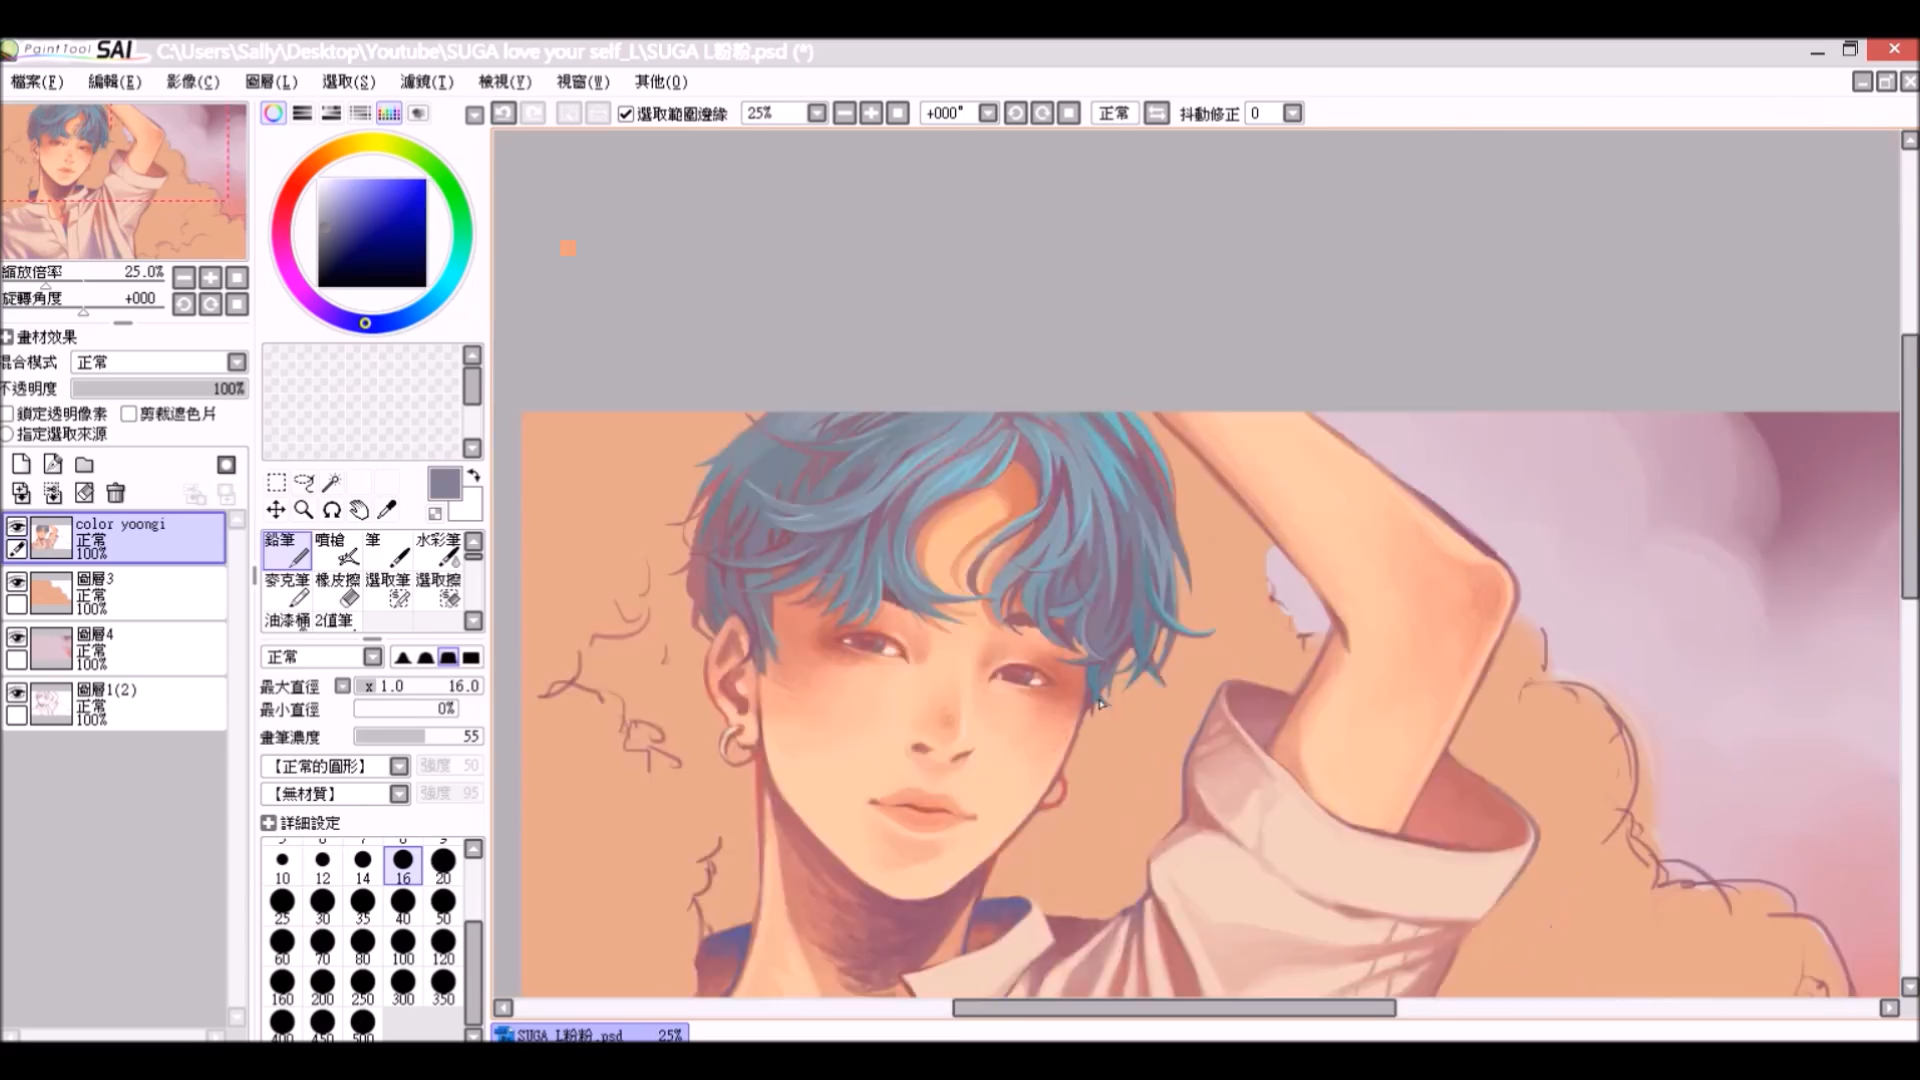 PaintTool SAI C:\Users\Sally\Desktop\Youtube\SUGA love your self_L\SUGA L粉粉.psd (*)
檔案(F) 編輯(E) 影像(C) 圖層(L) 選取(S) 濾鏡(T) 檢視(V) 視窗(W) 其他(O)
選取範圍邊緣 25% +000° 正常 抖動修正 0
縮放倍率 25.0%
旋轉角度 +000
畫材效果
混合模式 正常
不透明度 100%
鎖定透明像素 剪裁遮色片
指定選取來源
color yoongi
正常
100%
圖層3
正常
100%
圖層4
正常
100%
圖層1(2)
正常
100%
鉛筆 噴槍 筆 水彩筆
麥克筆 橡皮擦 選取筆 選取擦
油漆桶 2值筆
正常
最大直徑 x 1.0 16.0
最小直徑 0%
畫筆濃度 55
【正常的圓形】 強度 50
【無材質】 強度 95
詳細設定
10 12 14 16 20
25 30 35 40 50
60 70 80 100 120
160 200 250 300 350
400 450 500
SUGA L粉粉.psd 25%